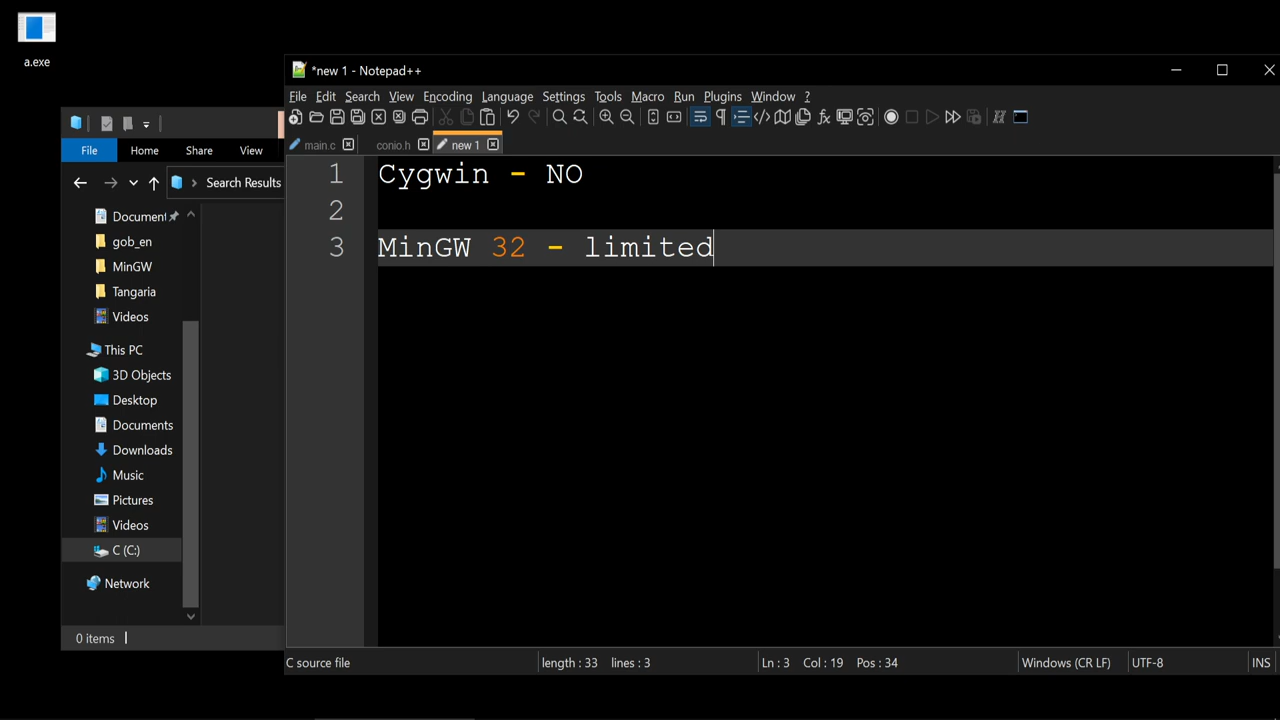 a.exe
*new 1 - Notepad++
File Edit Search View Encoding Language Settings Tools Macro Run Plugins Window ?
main.c conio.h new 1
1 Cygwin - NO
2
3 MinGW 32 - limited
File Home Share View
Search Results
Document
gob_en
MinGW
Tangaria
Videos
This PC
3D Objects
Desktop
Documents
Downloads
Music
Pictures
Videos
C (C:)
Network
0 items
C source file length : 33 lines : 3 Ln : 3 Col : 19 Pos : 34 Windows (CR LF) UTF-8 INS